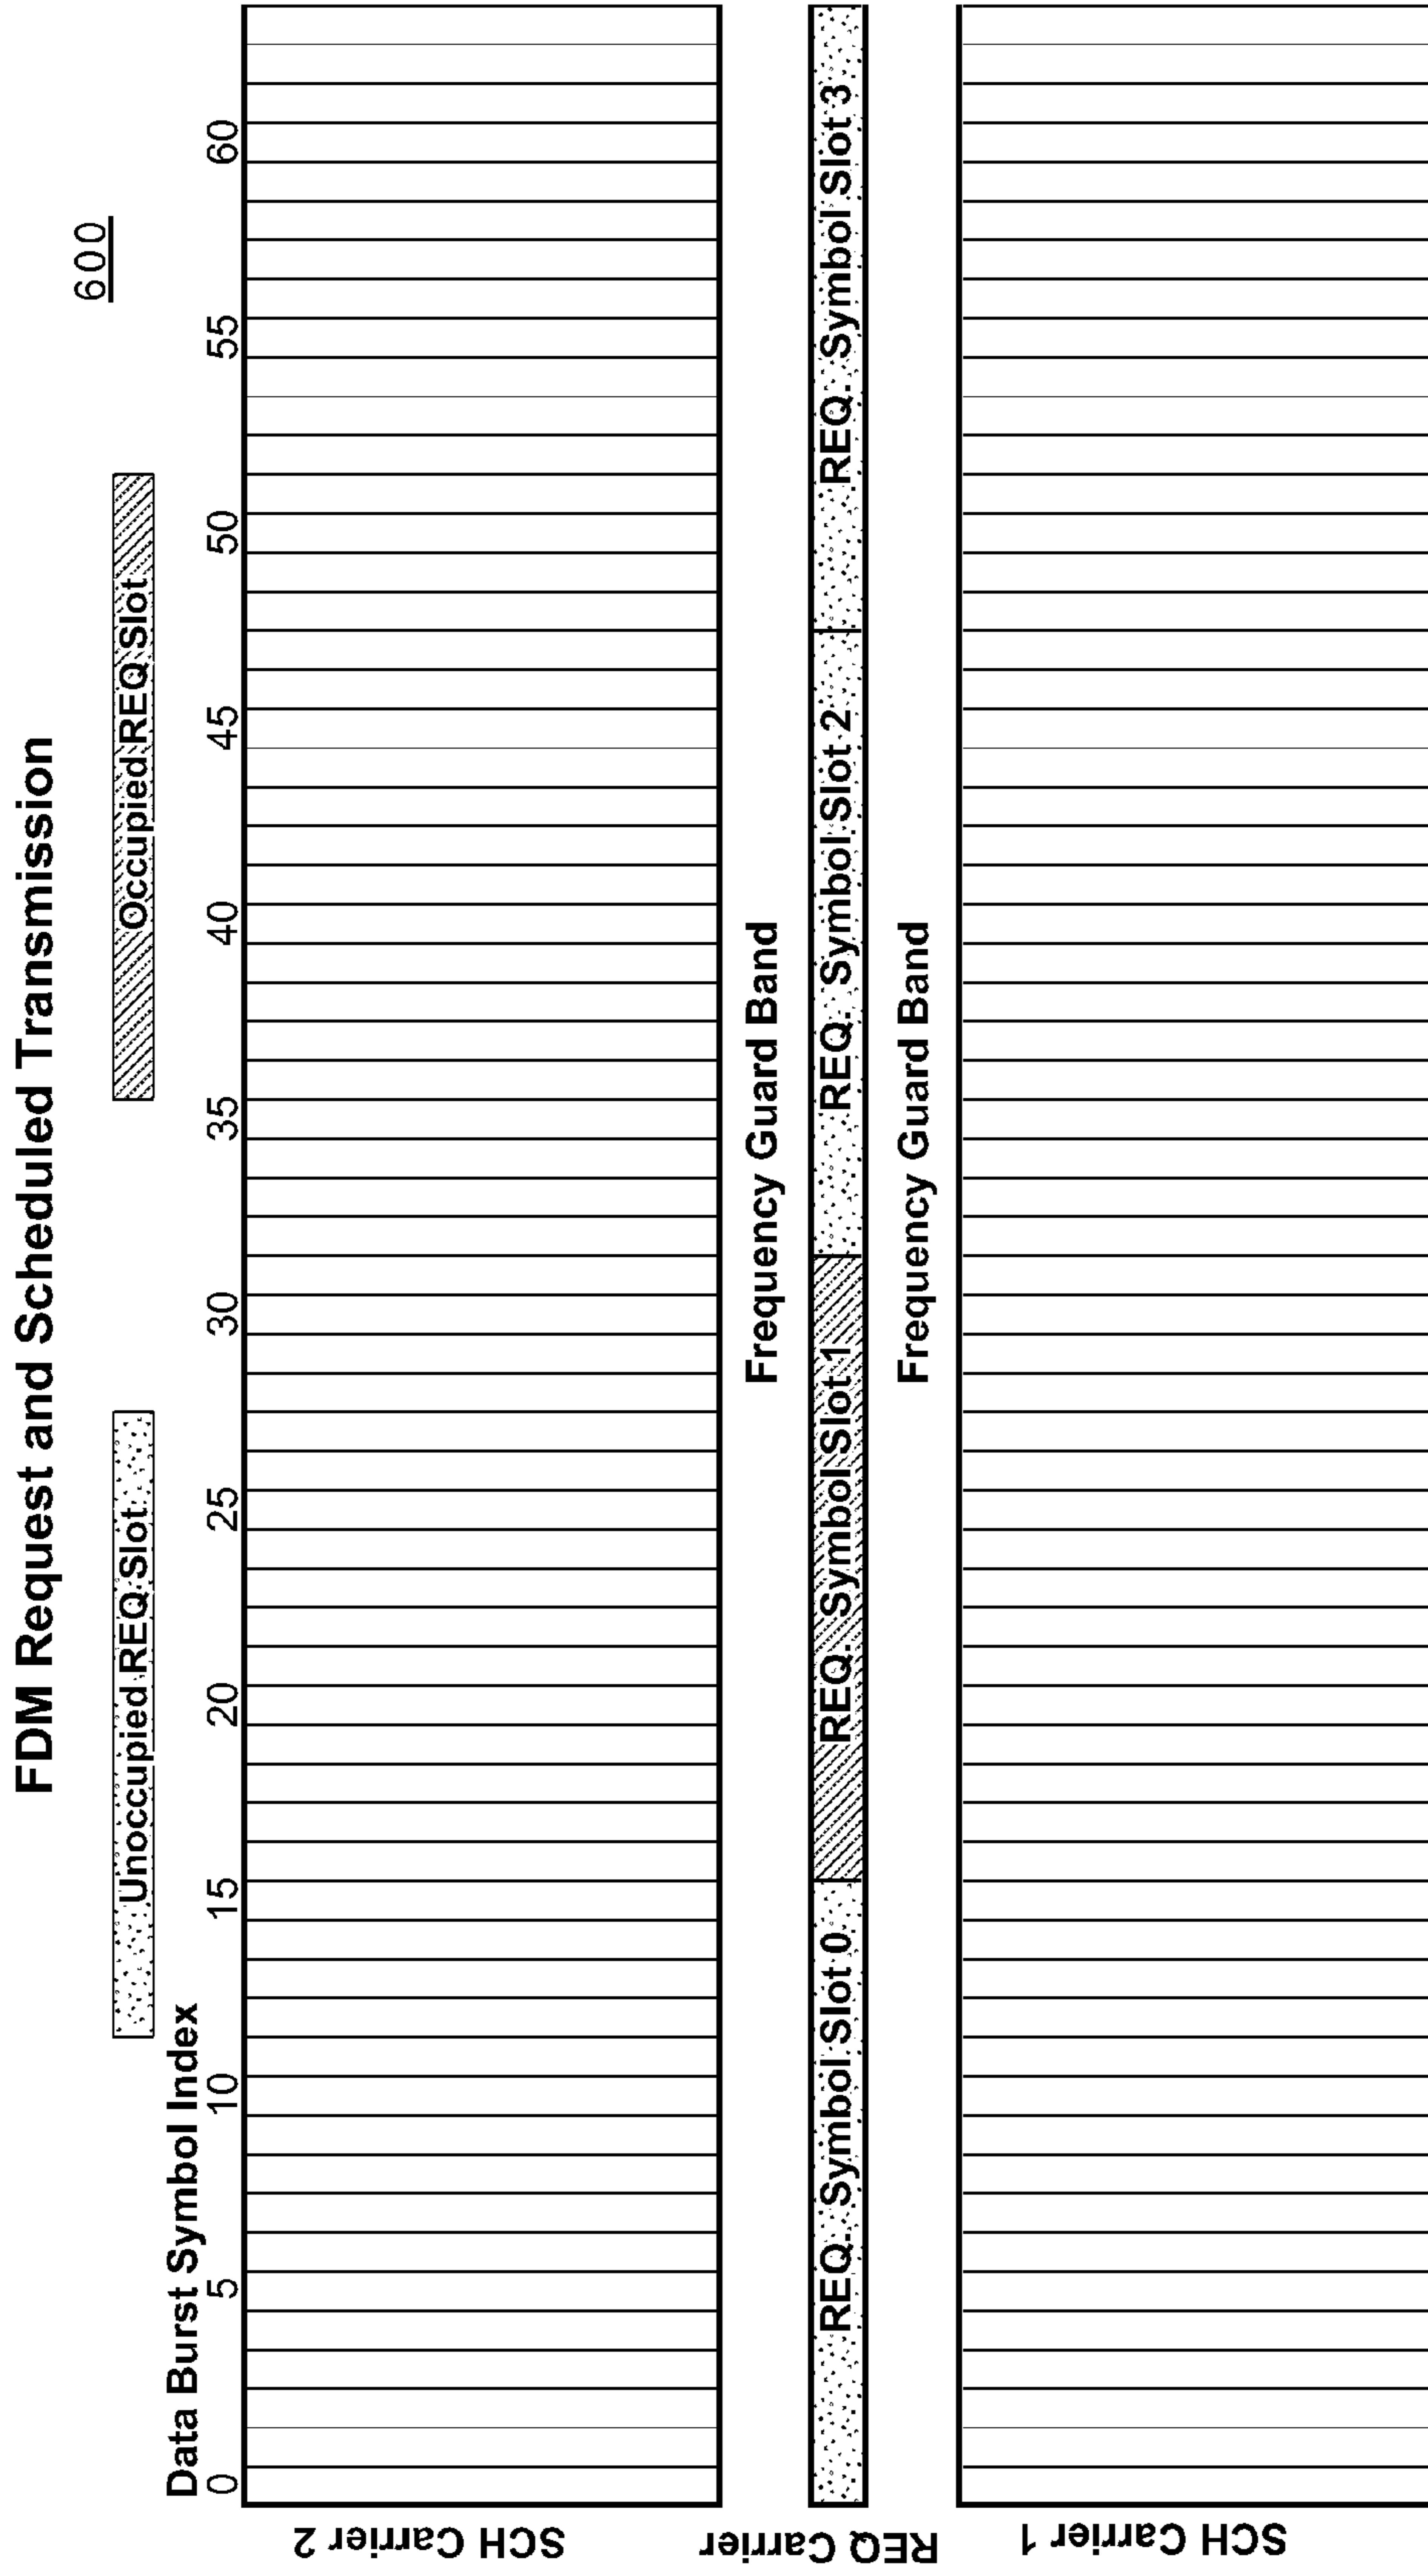 FDM Request and Scheduled Transmission
600
Unoccupied REQ Slot
Occupied REQ Slot
Data Burst Symbol Index
0 5 10 15 20 25 30 35 40 45 50 55 60
SCH Carrier 2
Frequency Guard Band
REQ Carrier
REQ. Symbol Slot 0
REQ. Symbol Slot 1
REQ. Symbol Slot 2
REQ. Symbol Slot 3
Frequency Guard Band
SCH Carrier 1